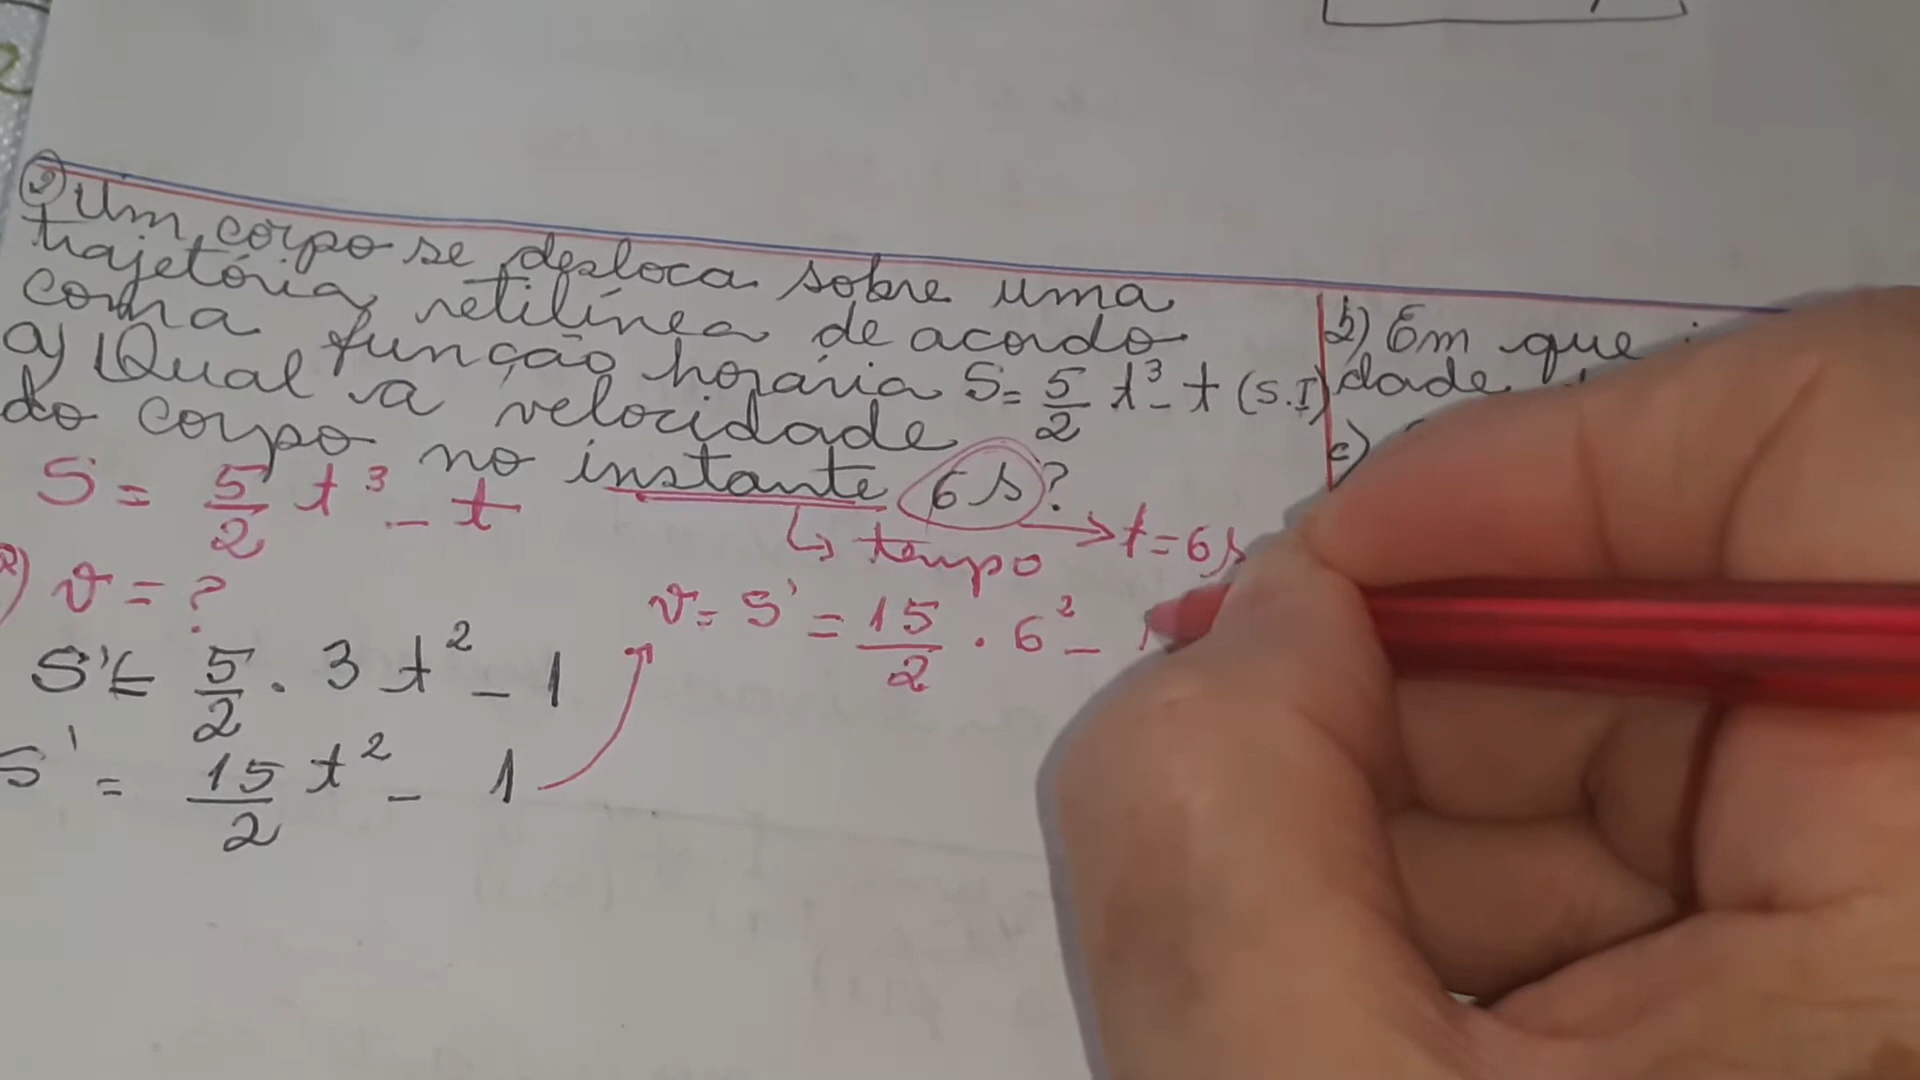 2) Um corpo se desloca sobre uma
trajetória retilínea de acordo
com a função horária S = 5/2 t³ - t (S.I)
a) Qual a velocidade
do corpo no instante 6 s?
S = 5/2 t³ - t
↳ tempo
→ t = 6 s
v = ?
S' = 5/2 . 3 t² - 1
S' = 15/2 t² - 1
v = S' = 15/2 . 6² -
b) Em que
dade
c)